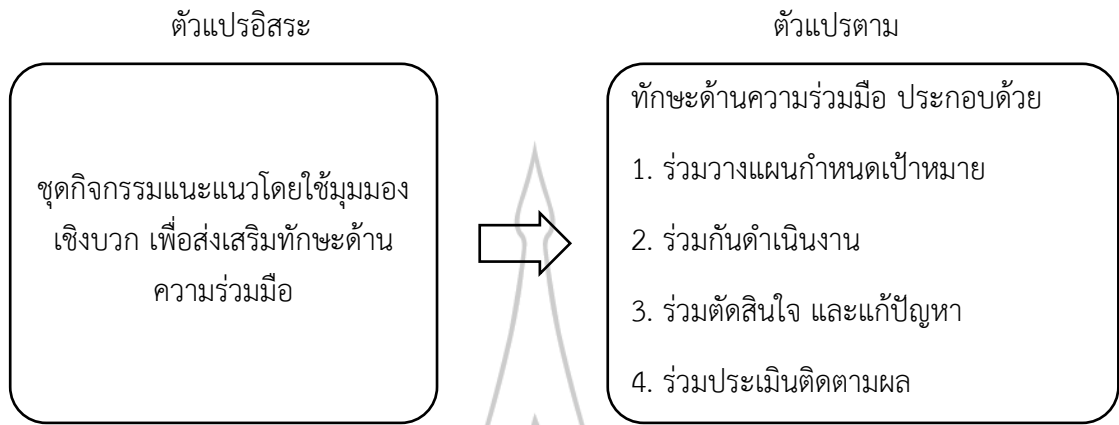 ตัวแปรอิสระ
ชุดกิจกรรมแนะแนวโดยใช้มุมมอง
เชิงบวก เพื่อส่งเสริมทักษะด้าน
ความร่วมมือ
ตัวแปรตาม
ทักษะด้านความร่วมมือ ประกอบด้วย
1. ร่วมวางแผนกำหนดเป้าหมาย
2. ร่วมกันดำเนินงาน
3. ร่วมตัดสินใจ และแก้ปัญหา
4. ร่วมประเมินติดตามผล